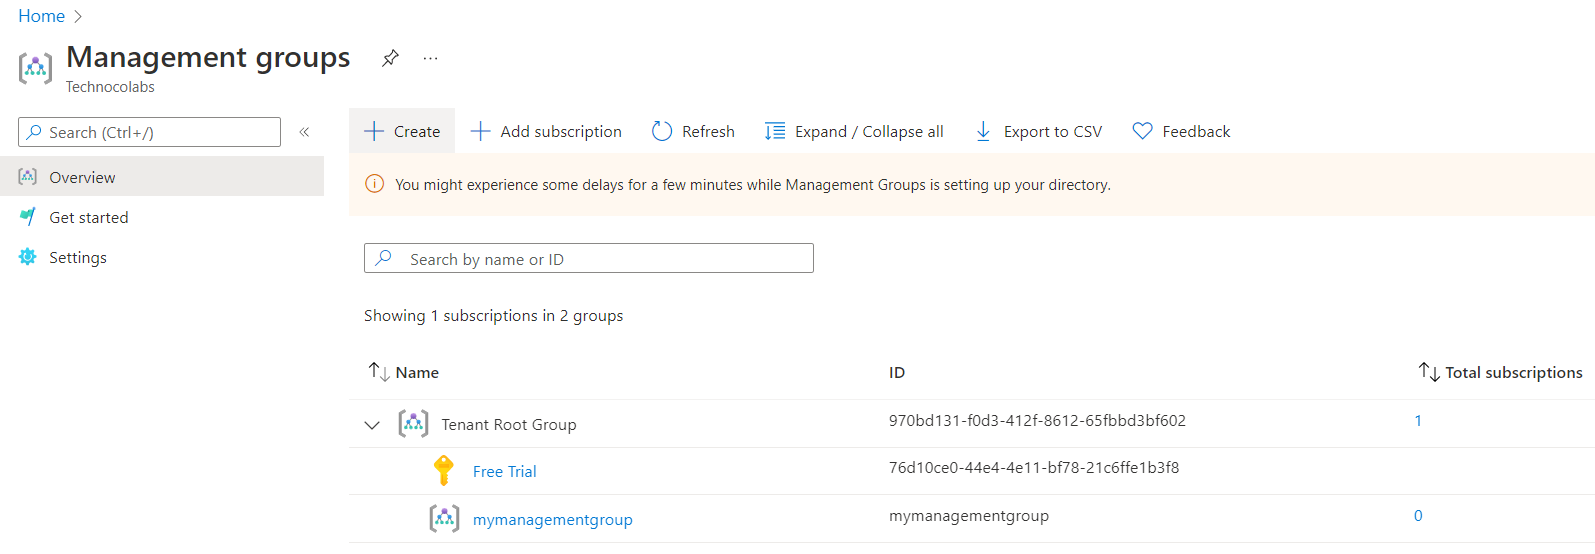 Home
Management groups
Technocolabs
Search (Ctrl+/)
Overview
Get started
Settings
Create Add subscription Refresh Expand / Collapse all Export to CSV Feedback
You might experience some delays for a few minutes while Management Groups is setting up your directory.
Search by name or ID
Showing 1 subscriptions in 2 groups
Name ID Total subscriptions
Tenant Root Group 970bd131-f0d3-412f-8612-65fbbd3bf602 1
Free Trial 76d10ce0-44e4-4e11-bf78-21c6ffe1b3f8
mymanagementgroup mymanagementgroup 0